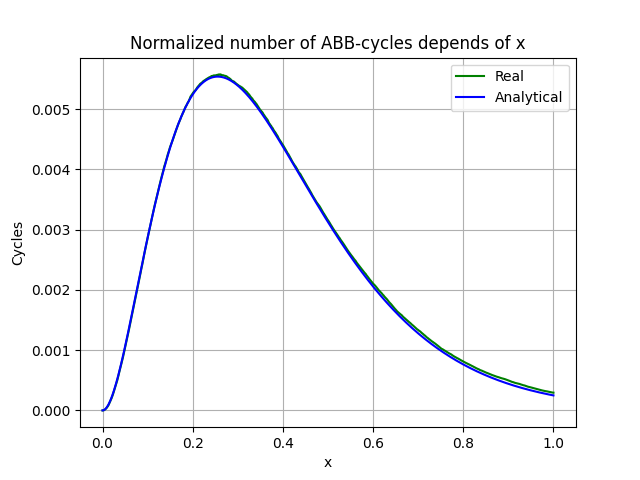 Normalized number of ABB-cycles depends of x
Real
Analytical
Cycles
0.005
0.004
0.003
0.002
0.001
0.000
0.0 0.2 0.4 0.6 0.8 1.0
x